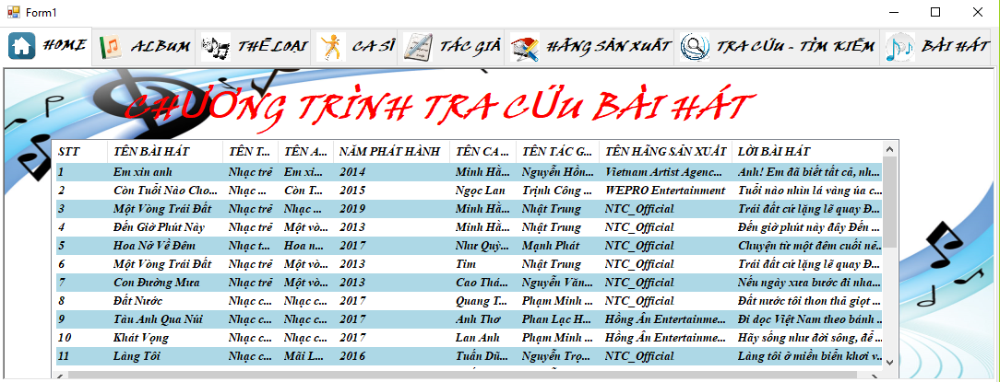 Form1
HOME ALBUM THỂ LOẠI CA SĨ TÁC GIẢ HÃNG SẢN XUẤT TRA CỨU - TÌM KIẾM BÀI HÁT
CHƯƠNG TRÌNH TRA CỨU BÀI HÁT
STT TÊN BÀI HÁT TÊN T... TÊN A... NĂM PHÁT HÀNH TÊN CA ... TÊN TÁC G... TÊN HÃNG SẢN XUẤT LỜI BÀI HÁT
1 Em xin anh Nhạc trẻ Em xi... 2014 Minh Hằ... Nguyễn Hồn... Vietnam Artist Agenc... Anh! Em đã biết tất cả, nh...
2 Còn Tuổi Nào Cho... Nhạc ... Còn T... 2015 Ngọc Lan Trịnh Công ... WEPRO Entertainment Tuổi nào nhìn lá vàng úa c...
3 Một Vòng Trái Đất Nhạc trẻ Nhạc ... 2019 Minh Hằ... Nhật Trung NTC_Official Trái đất cứ lặng lẽ quay Đ...
4 Đến Giờ Phút Này Nhạc trẻ Một vò... 2013 Minh Hằ... Nhật Trung NTC_Official Đến giờ phút này đây Đến ...
5 Hoa Nở Về Đêm Nhạc t... Hoa n... 2017 Như Quỳ... Mạnh Phát NTC_Official Chuyện từ một đêm cuối nẻ...
6 Một Vòng Trái Đất Nhạc trẻ Một vò... 2013 Tim Nhật Trung NTC_Official Trái đất cứ lặng lẽ quay Đ...
7 Con Đường Mưa Nhạc trẻ Một vò... 2013 Cao Thá... Nguyễn Văn... NTC_Official Nếu ngày xưa bước đi nha...
8 Đất Nước Nhạc c... Nhạc c... 2017 Quang T... Phạm Minh ... NTC_Official Đất nước tôi thon thả giọt ...
9 Tàu Anh Qua Núi Nhạc c... Nhạc c... 2017 Anh Thơ Phan Lạc H... Hồng Ân Entertainme... Đi dọc Việt Nam theo bánh ...
10 Khát Vọng Nhạc c... Nhạc c... 2017 Lan Anh Phạm Minh ... Hồng Ân Entertainme... Hãy sống như đời sông, để ...
11 Làng Tôi Nhạc c... Mãi L... 2016 Tuấn Dũ... Nguyễn Trọ... NTC_Official Làng tôi ở miền biển khơi v...